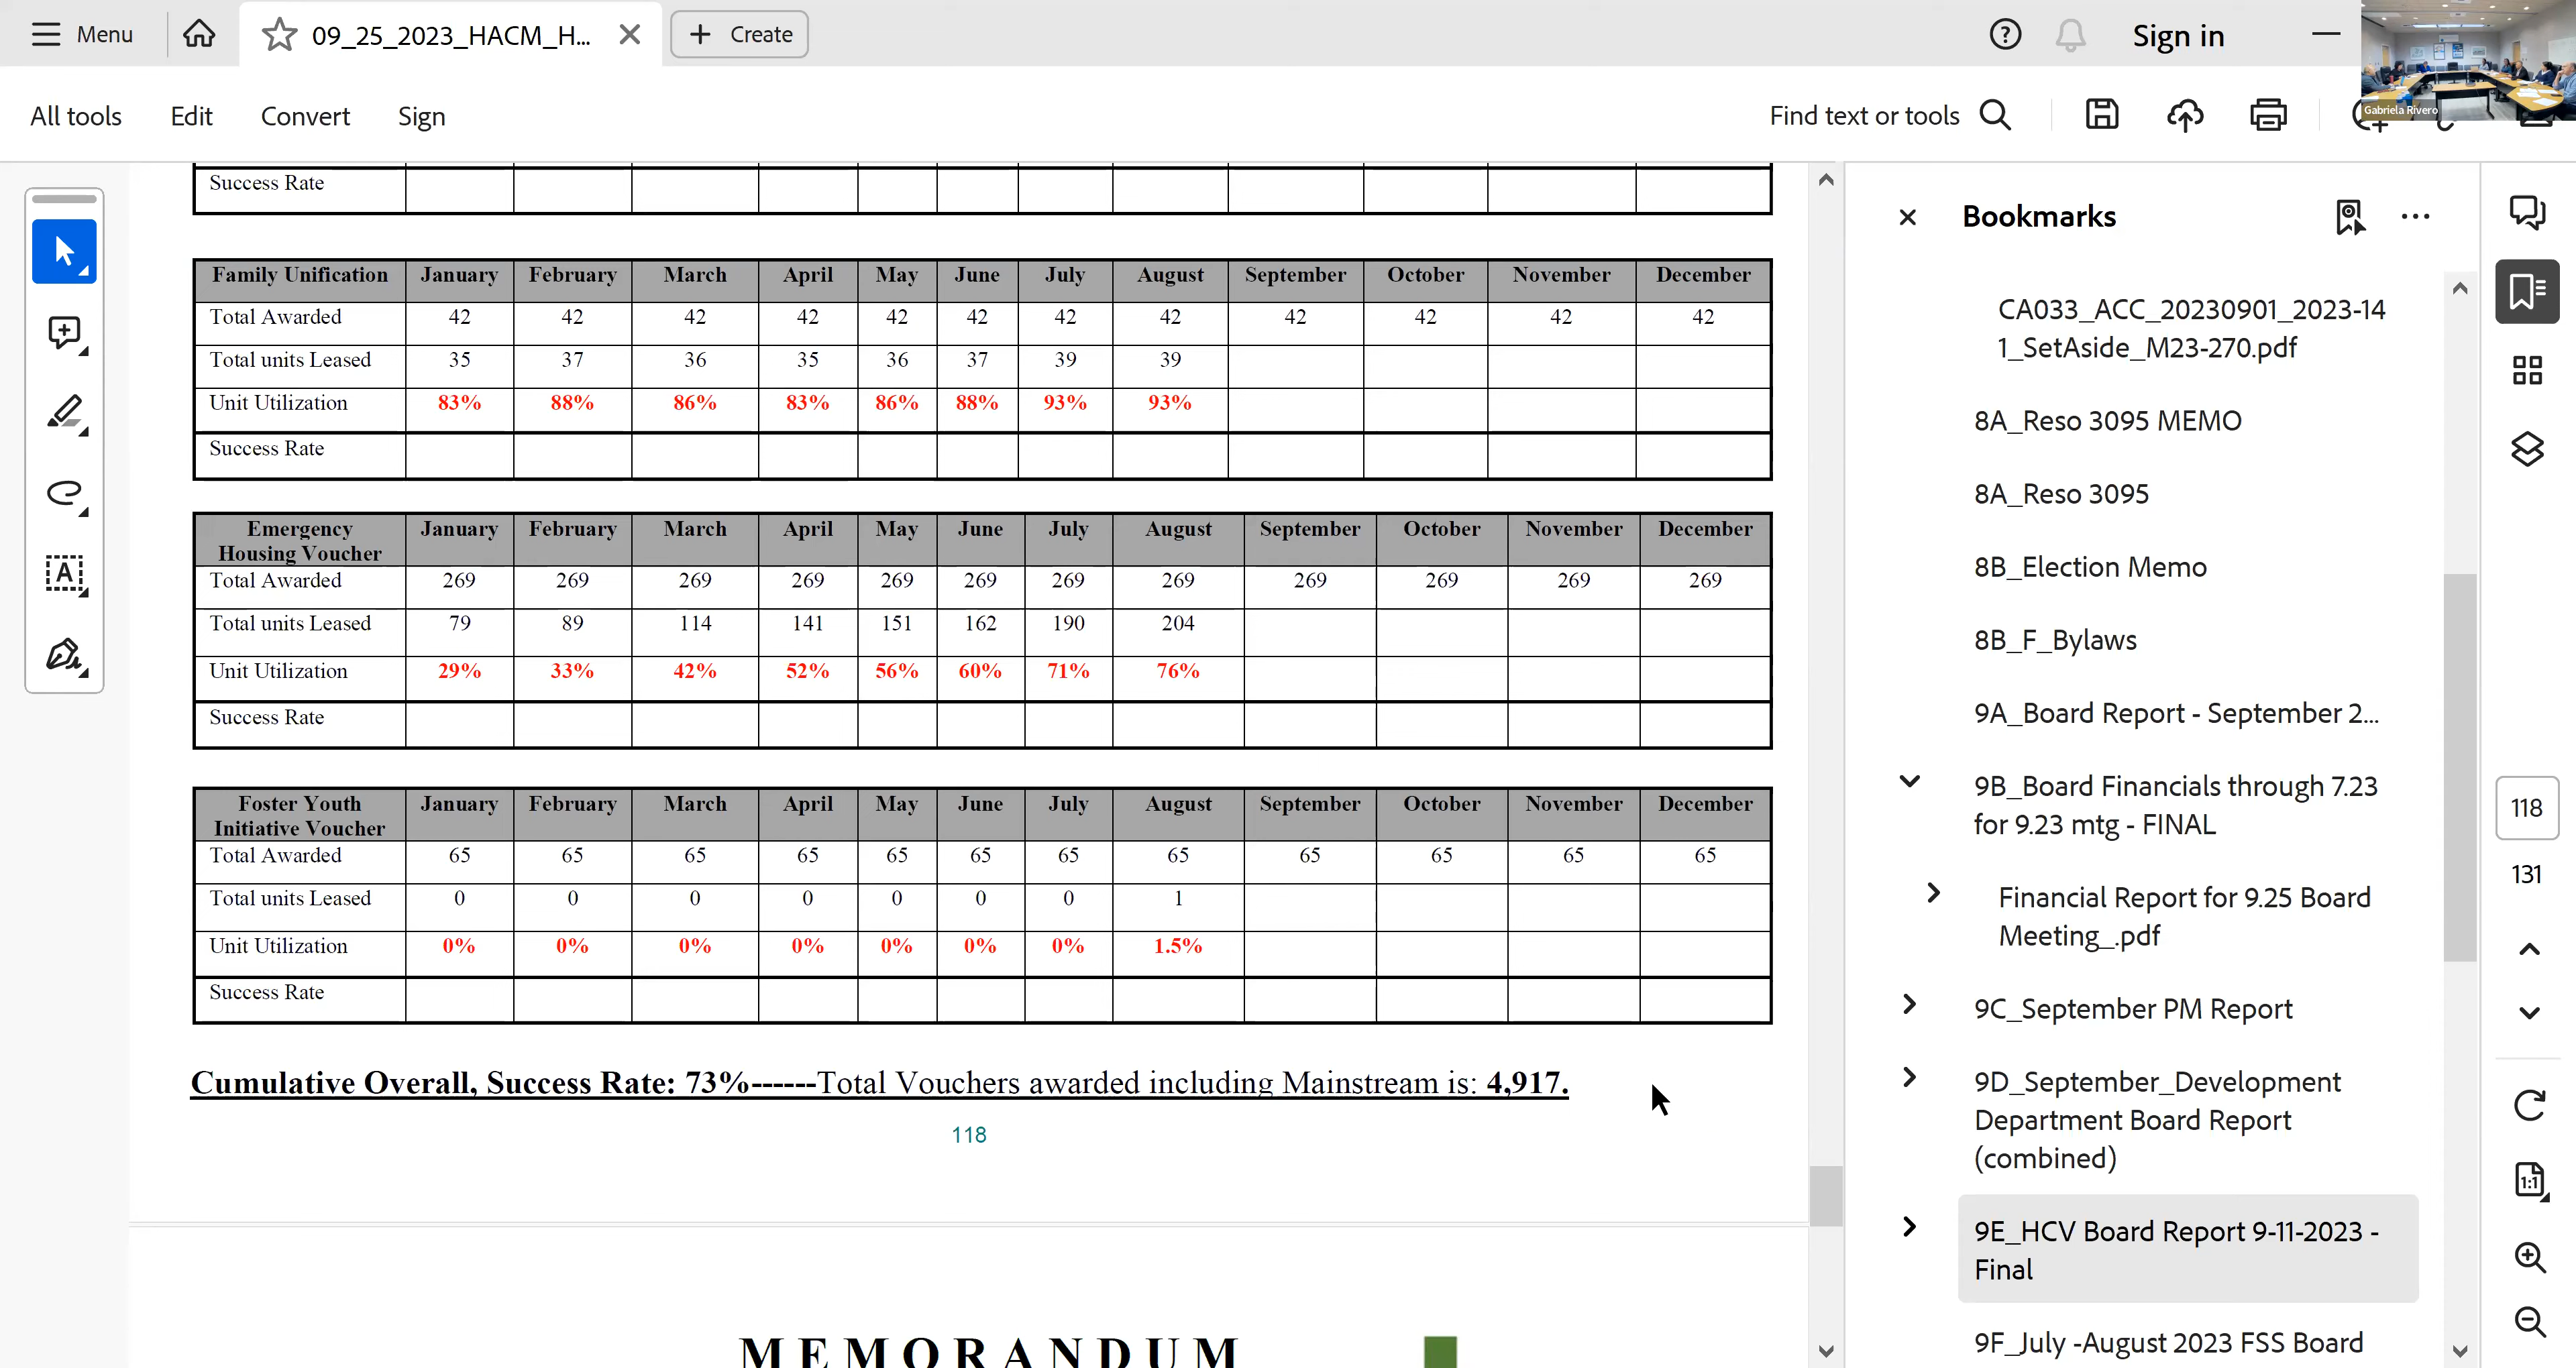 Menu
09_25_2023_HACM_H...
Create
Sign in
All tools Edit Convert Sign
Find text or tools
Gabriela Rivero
Success Rate
Family Unification January February March April May June July August September October November December
Total Awarded 42 42 42 42 42 42 42 42 42 42 42 42
Total units Leased 35 37 36 35 36 37 39 39
Unit Utilization 83% 88% 86% 83% 86% 88% 93% 93%
Success Rate
Emergency
Housing Voucher January February March April May June July August September October November December
Total Awarded 269 269 269 269 269 269 269 269 269 269 269 269
Total units Leased 79 89 114 141 151 162 190 204
Unit Utilization 29% 33% 42% 52% 56% 60% 71% 76%
Success Rate
Foster Youth
Initiative Voucher January February March April May June July August September October November December
Total Awarded 65 65 65 65 65 65 65 65 65 65 65 65
Total units Leased 0 0 0 0 0 0 0 1
Unit Utilization 0% 0% 0% 0% 0% 0% 0% 1.5%
Success Rate
Cumulative Overall, Success Rate: 73%------Total Vouchers awarded including Mainstream is: 4,917.
118
MEMORANDUM
Bookmarks
CA033_ACC_20230901_2023-14
1_SetAside_M23-270.pdf
8A_Reso 3095 MEMO
8A_Reso 3095
8B_Election Memo
8B_F_Bylaws
9A_Board Report - September 2...
9B_Board Financials through 7.23
for 9.23 mtg - FINAL
Financial Report for 9.25 Board
Meeting_.pdf
9C_September PM Report
9D_September_Development
Department Board Report
(combined)
9E_HCV Board Report 9-11-2023 -
Final
9F_July -August 2023 FSS Board
118
131
1:1